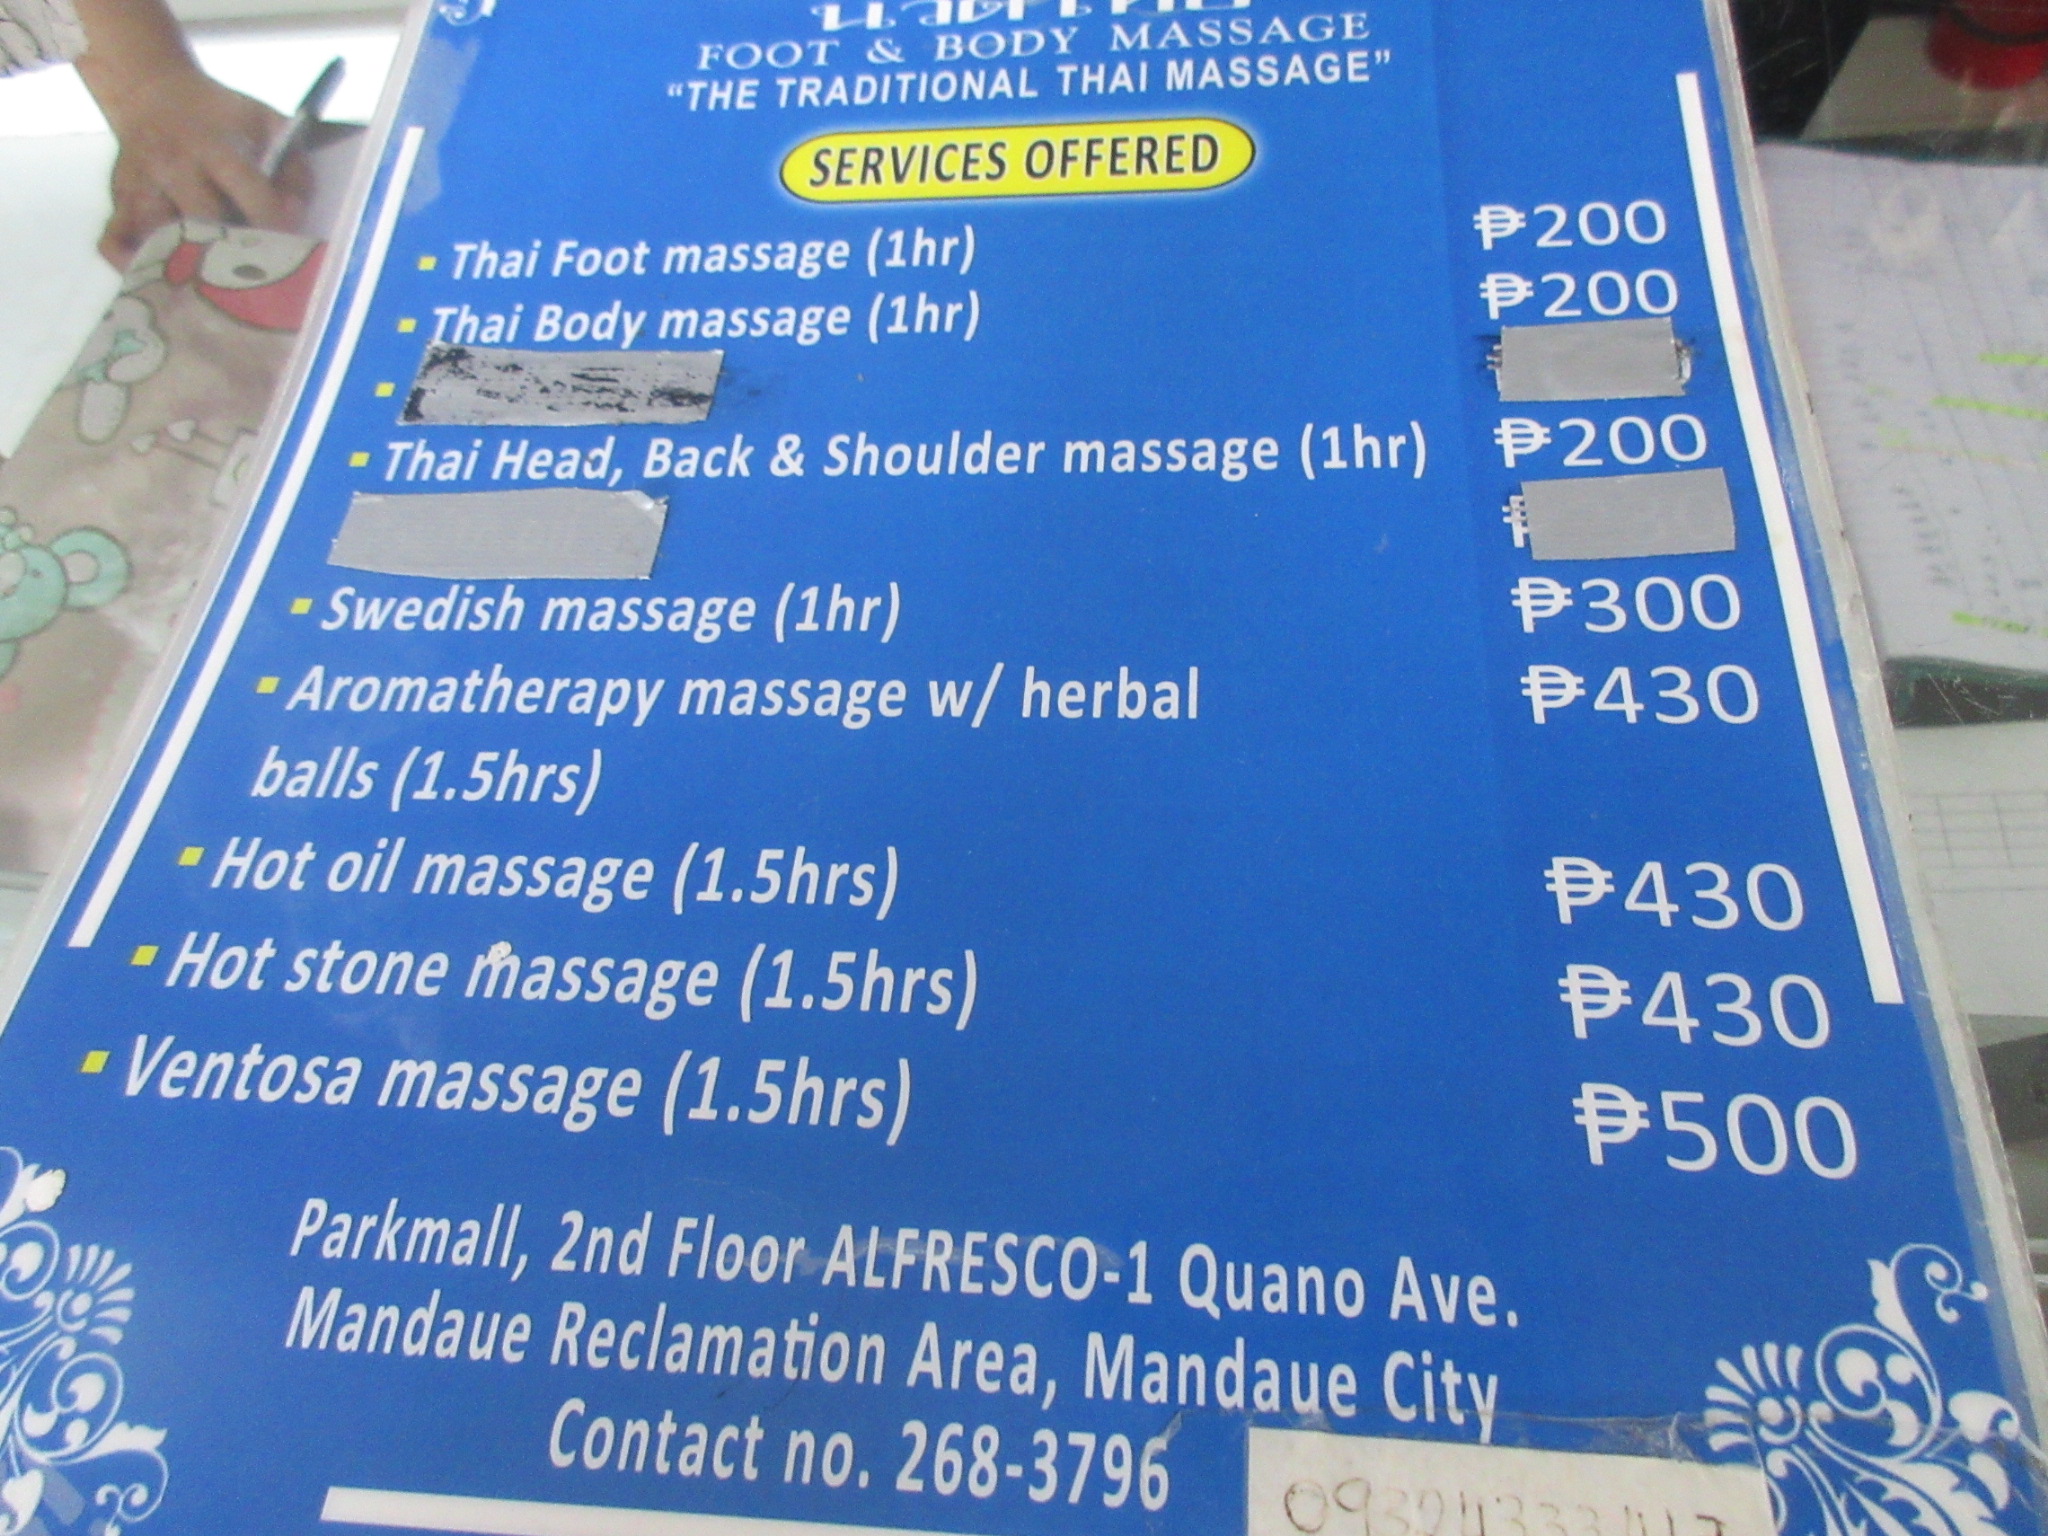 FOOT & BODY MASSAGE
"THE TRADITIONAL THAI MASSAGE"
SERVICES OFFERED
▪ Thai Foot massage (1hr) ₱200
▪ Thai Body massage (1hr) ₱200
▪ Thai Head, Back & Shoulder massage (1hr) ₱200
▪ Swedish massage (1hr) ₱300
▪ Aromatherapy massage w/ herbal ₱430
balls (1.5hrs)
▪ Hot oil massage (1.5hrs) ₱430
▪ Hot stone massage (1.5hrs) ₱430
▪ Ventosa massage (1.5hrs) ₱500
Parkmall, 2nd Floor ALFRESCO-1 Quano Ave.
Mandaue Reclamation Area, Mandaue City
Contact no. 268-3796